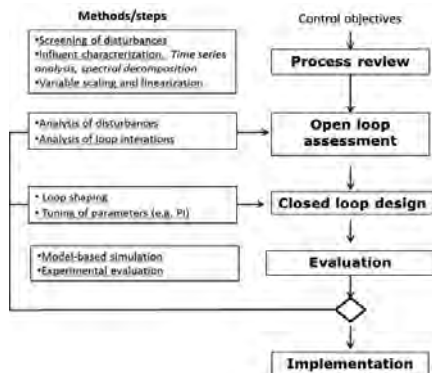 Methods/steps
Control objectives
•Screening of disturbances
•Influent characterization. Time series
analysis, spectral decomposition
•Variable scaling and linearization
Process review
•Analysis of disturbances
•Analysis of loop interations
Open loop
assessment
• Loop shaping
• Tuning of parameters (e.g. PI)
Closed loop design
•Model-based simulation
•Experimental evaluation
Evaluation
Implementation